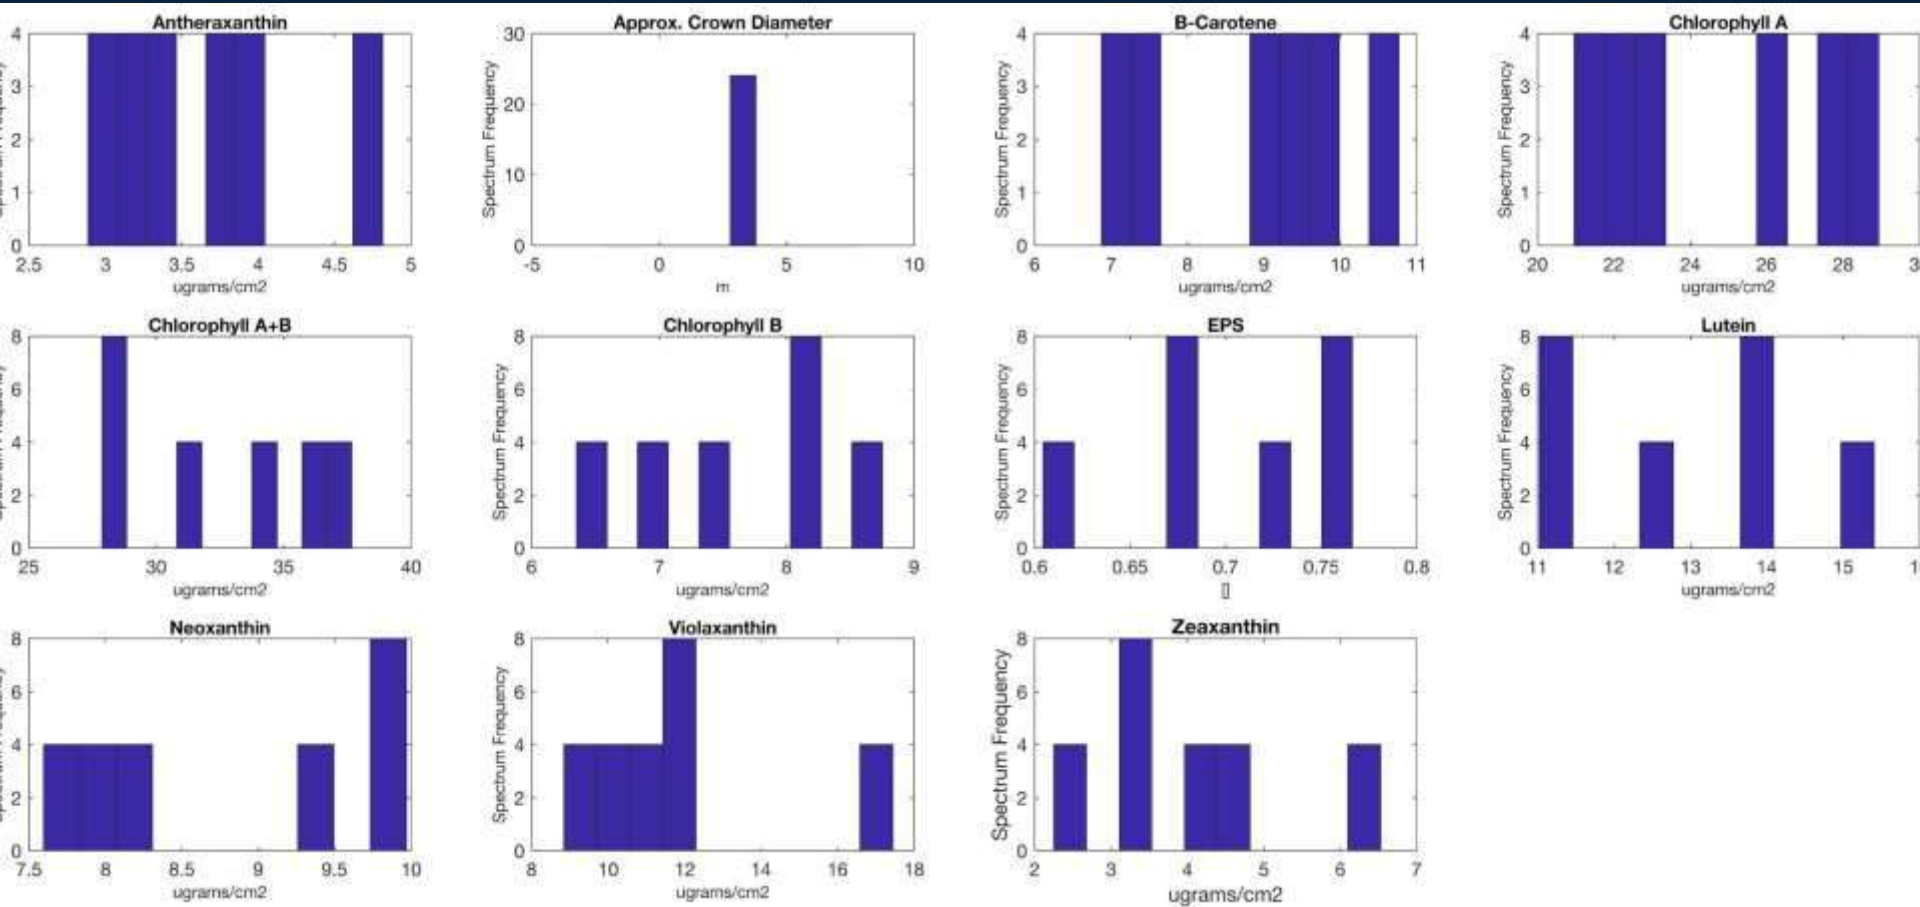 Antheraxanthin
4
3
2
1
0
2.5 3 3.5 4 4.5 5
ugrams/cm2
Approx. Crown Diameter
Spectrum Frequency
30
20
10
0
-5 0 5 10
m
B-Carotene
Spectrum Frequency
4
3
2
1
0
6 7 8 9 10 11
ugrams/cm2
Chlorophyll A
Spectrum Frequency
4
3
2
1
0
20 22 24 26 28
ugrams/cm2
Chlorophyll A+B
8
6
4
2
0
25 30 35 40
ugrams/cm2
Chlorophyll B
Spectrum Frequency
8
6
4
2
0
6 7 8 9
ugrams/cm2
EPS
Spectrum Frequency
8
6
4
2
0
0.6 0.65 0.7 0.75 0.8
Lutein
Spectrum Frequency
8
6
4
2
0
11 12 13 14 15
ugrams/cm2
Neoxanthin
8
6
4
2
0
7.5 8 8.5 9 9.5 10
ugrams/cm2
Violaxanthin
Spectrum Frequency
8
6
4
2
0
8 10 12 14 16 18
ugrams/cm2
Zeaxanthin
Spectrum Frequency
8
6
4
2
0
2 3 4 5 6 7
ugrams/cm2